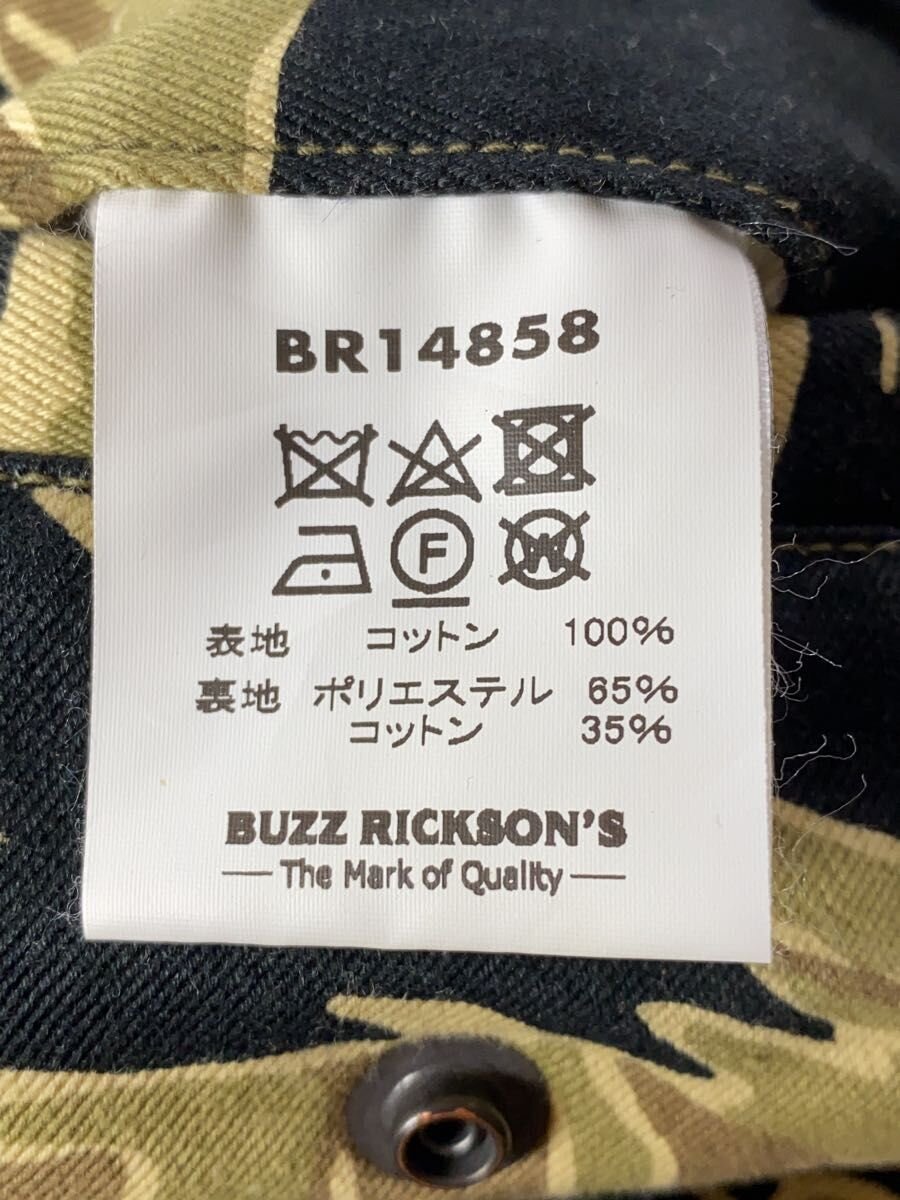 BR14858
F W
表地 コットン 100%
裏地 ポリエステル 65%
コットン 35%
BUZZ RICKSON'S
The Mark of Quality